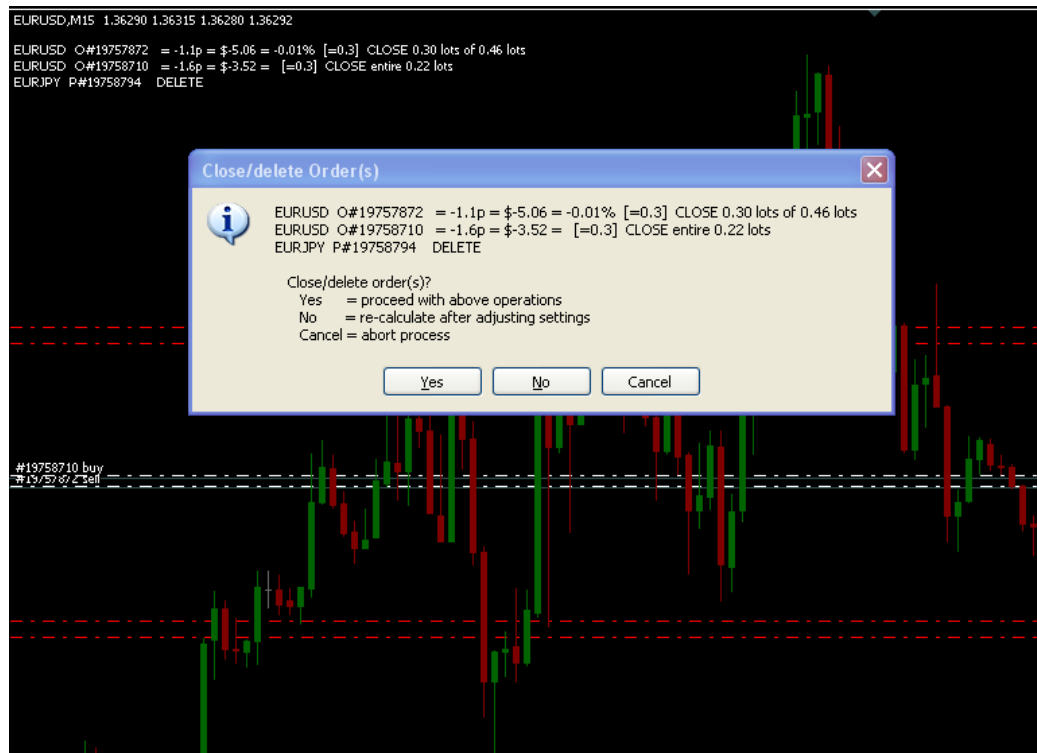 EURUSD,M15 1.36290 1.36315 1.36280 1.36292
EURUSD O#19757872 = -1.1p = $-5.06 = -0.01% [=0.3] CLOSE 0.30 lots of 0.46 lots
EURUSD O#19758710 = -1.6p = $-3.52 = [=0.3] CLOSE entire 0.22 lots
EURJPY P#19758794 DELETE
Close/delete Order(s)
EURUSD O#19757872 = -1.1p = $-5.06 = -0.01% [=0.3] CLOSE 0.30 lots of 0.46 lots
EURUSD O#19758710 = -1.6p = $-3.52 = [=0.3] CLOSE entire 0.22 lots
EURJPY P#19758794 DELETE
Close/delete order(s)?
Yes = proceed with above operations
No = re-calculate after adjusting settings
Cancel = abort process
Yes No Cancel
#19758710 buy
#19757872 sell